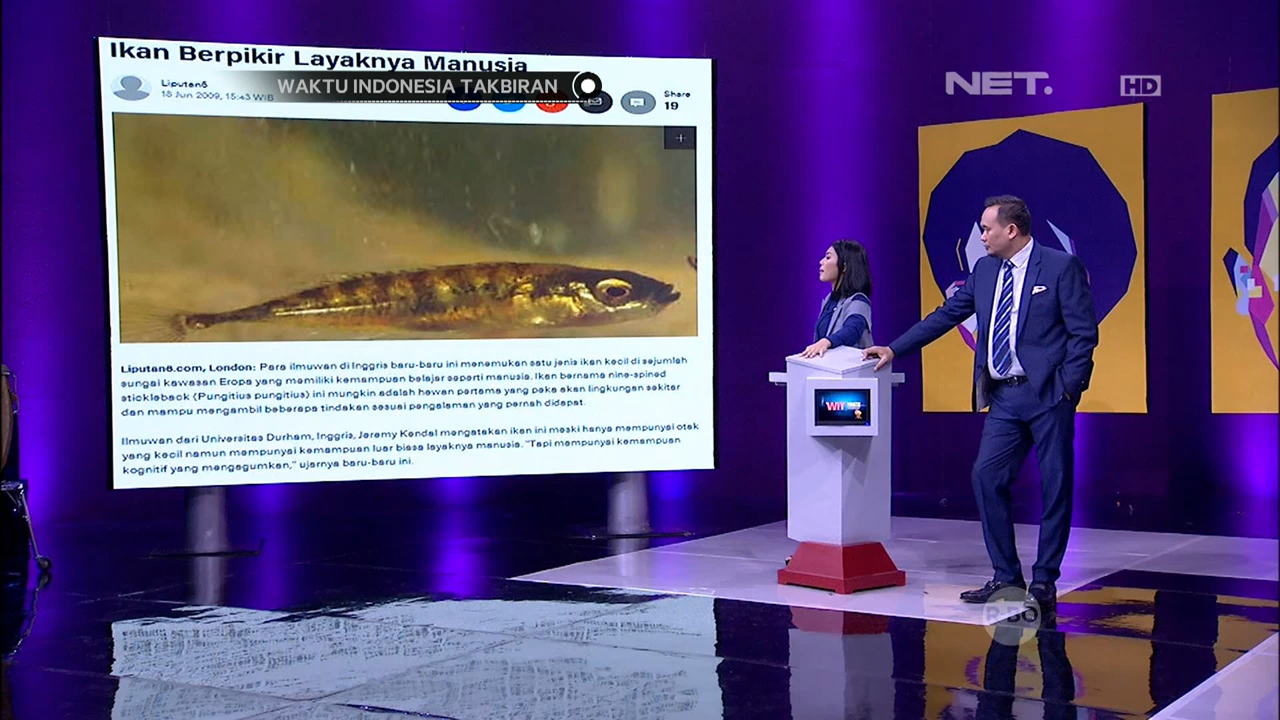 Ikan Berpikir Layaknya Manusia
Liputan6
18 Jun 2009, 15:43 WIB
WAKTU INDONESIA TAKBIRAN
Share
19
NET.
HD
Liputan6.com, London: Para ilmuwan di Inggris baru-baru ini menemukan satu jenis ikan kecil di sejumlah
sungai kawasan Eropa yang memiliki kemampuan belajar seperti manusia. Ikan bernama nine-spined
stickleback (Pungitius pungitius) ini mungkin adalah hewan pertama yang peka akan lingkungan sekitar
dan mampu mengambil beberapa tindakan sesuai pengalaman yang pernah didapat.
Ilmuwan dari Universitas Durham, Inggris, Jeremy Kendal mengatakan ikan ini meski hanya mempunyai otak
yang kecil namun mempunyai kemampuan luar biasa layaknya manusia. "Tapi mempunyai kemampuan
kognitif yang mengagumkan," ujarnya baru-baru ini.
WIT
R-BO